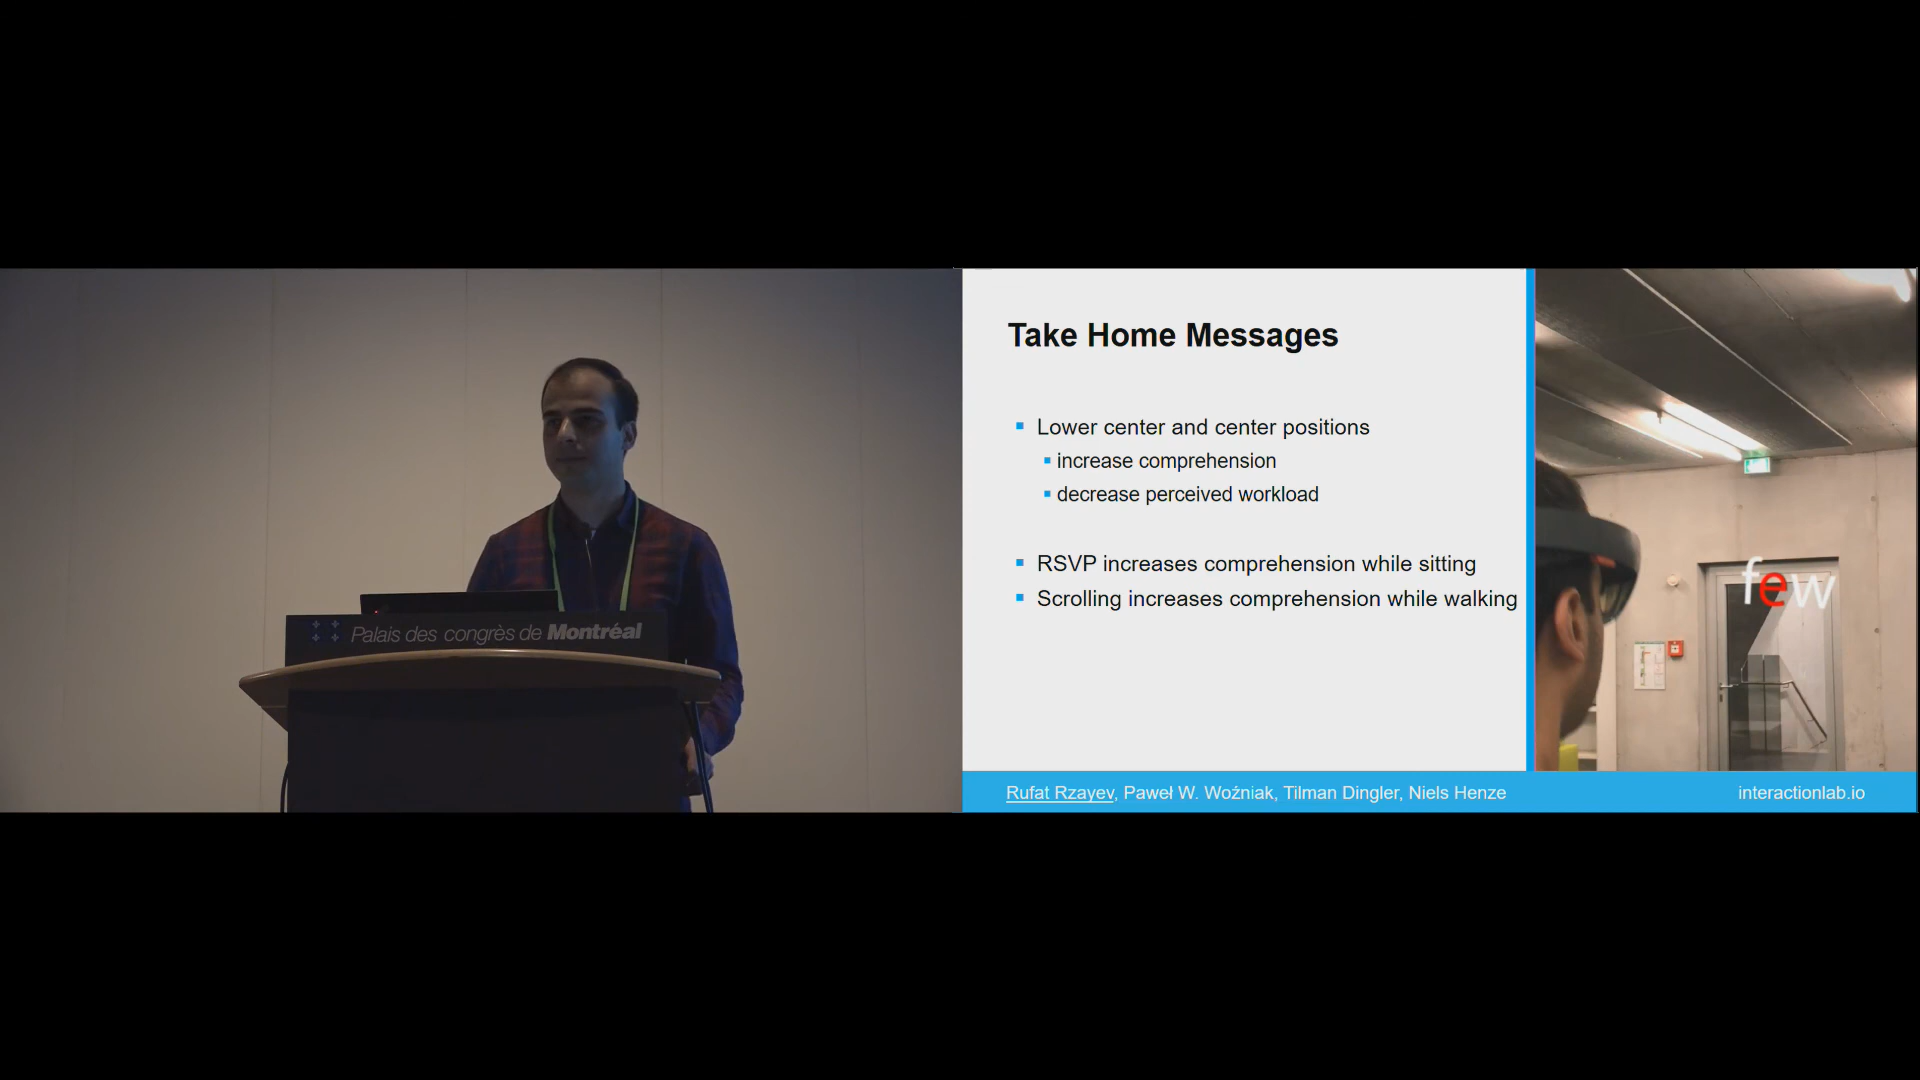 Palais des congrès de Montréal
Take Home Messages
Lower center and center positions
increase comprehension
decrease perceived workload
RSVP increases comprehension while sitting
Scrolling increases comprehension while walking
few
Rufat Rzayev, Paweł W. Woźniak, Tilman Dingler, Niels Henze
interactionlab.io